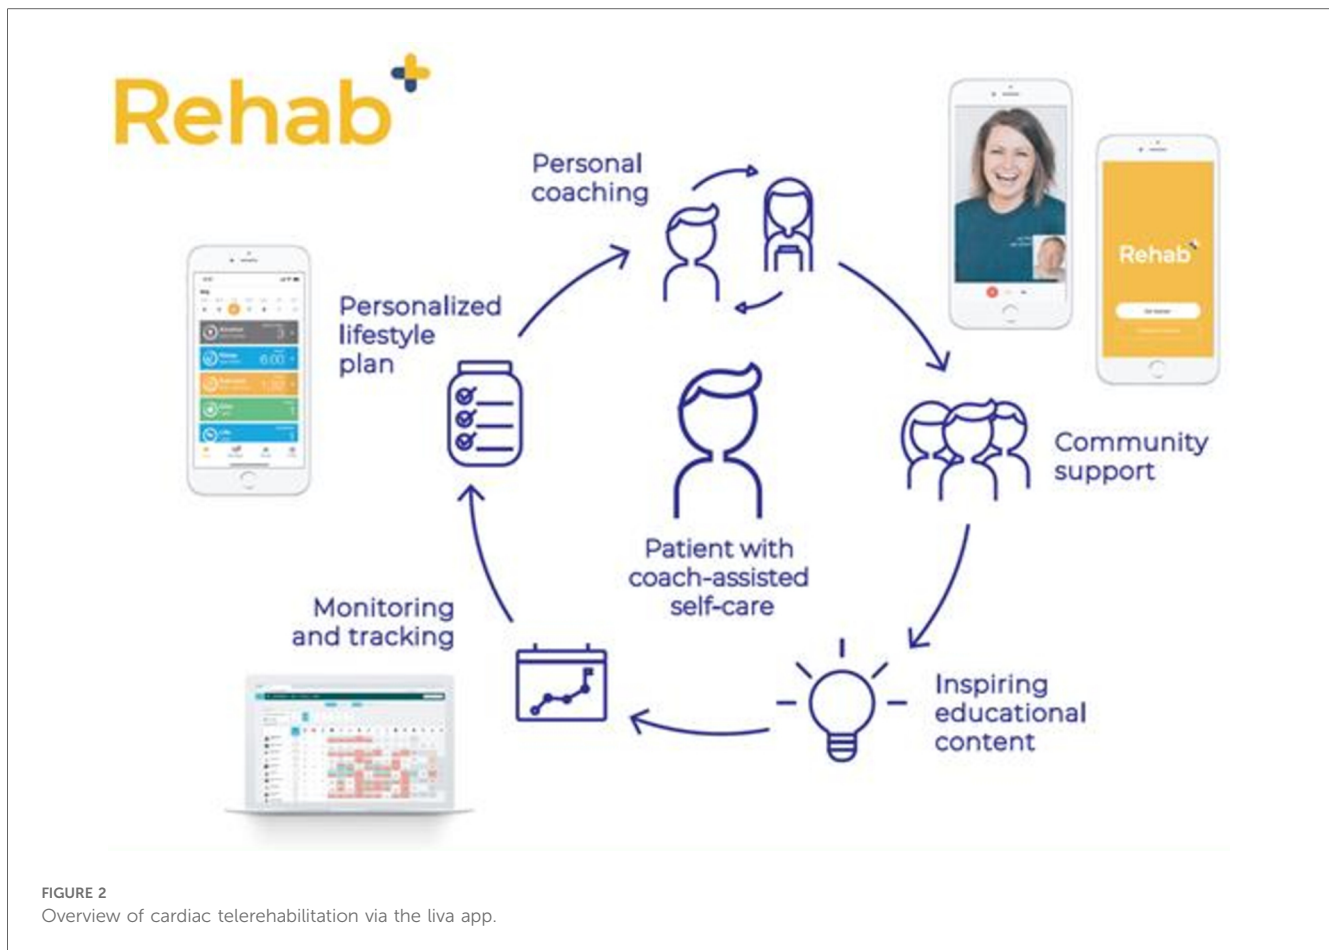 Rehab
Personal
coaching
Personalized
lifestyle
plan
Rehab
Community
support
Patient with
coach-assisted
self-care
Monitoring
and tracking
Inspiring
educational
content
FIGURE 2
Overview of cardiac telerehabilitation via the liva app.